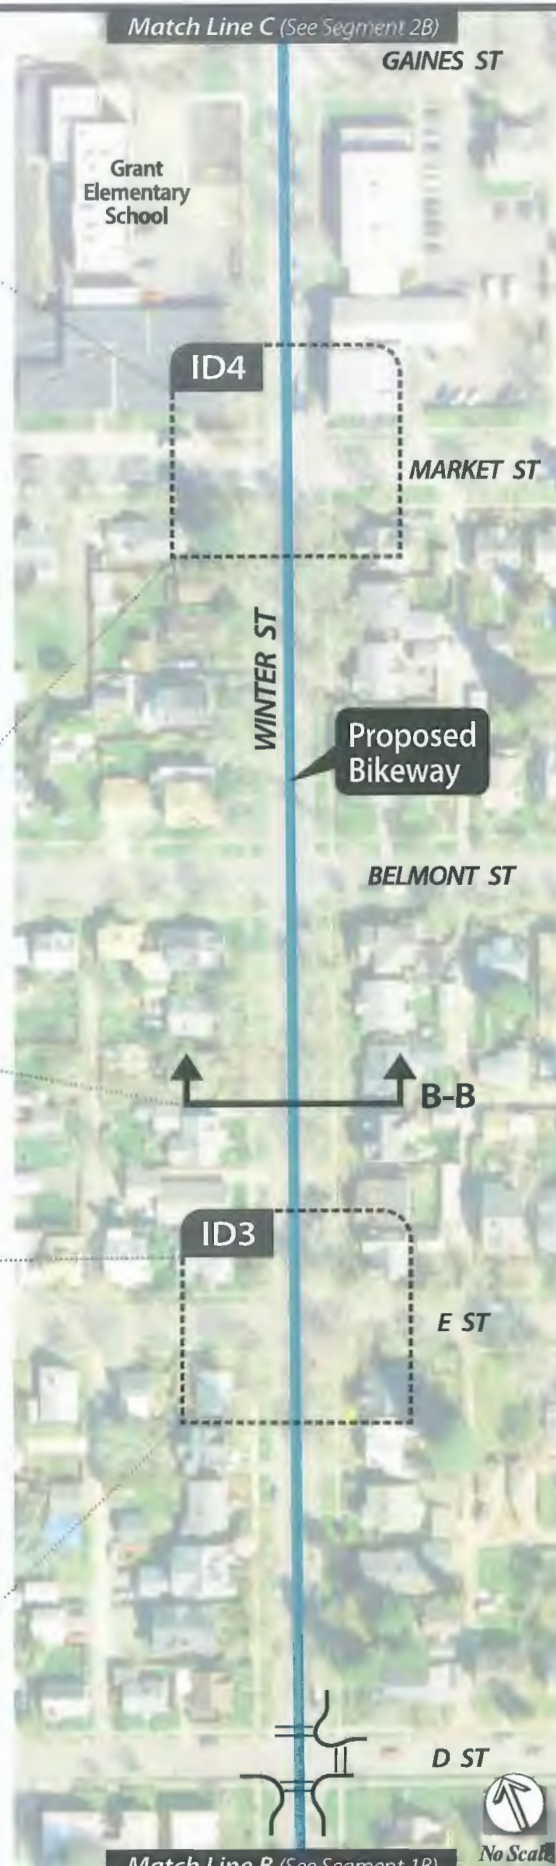 Match Line C (See Segment 2B)
GAINES ST
Grant
Elementary
School
ID4
MARKET ST
WINTER ST
Proposed
Bikeway
BELMONT ST
B-B
ID3
E ST
D ST
No Scale
Match Line B (See Segment 1B)